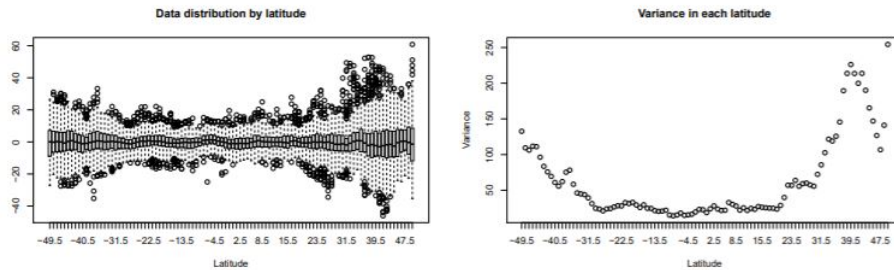 Data distribution by latitude
60
40
20
0
−20
−40
−49.5 −40.5 −31.5 −22.5 −13.5 −4.5 2.5 8.5 15.5 23.5 31.5 39.5 47.5
Latitude
Variance in each latitude
Variance
250
200
150
100
50
−49.5 −40.5 −31.5 −22.5 −13.5 −4.5 2.5 8.5 15.5 23.5 31.5 39.5 47.5
Latitude